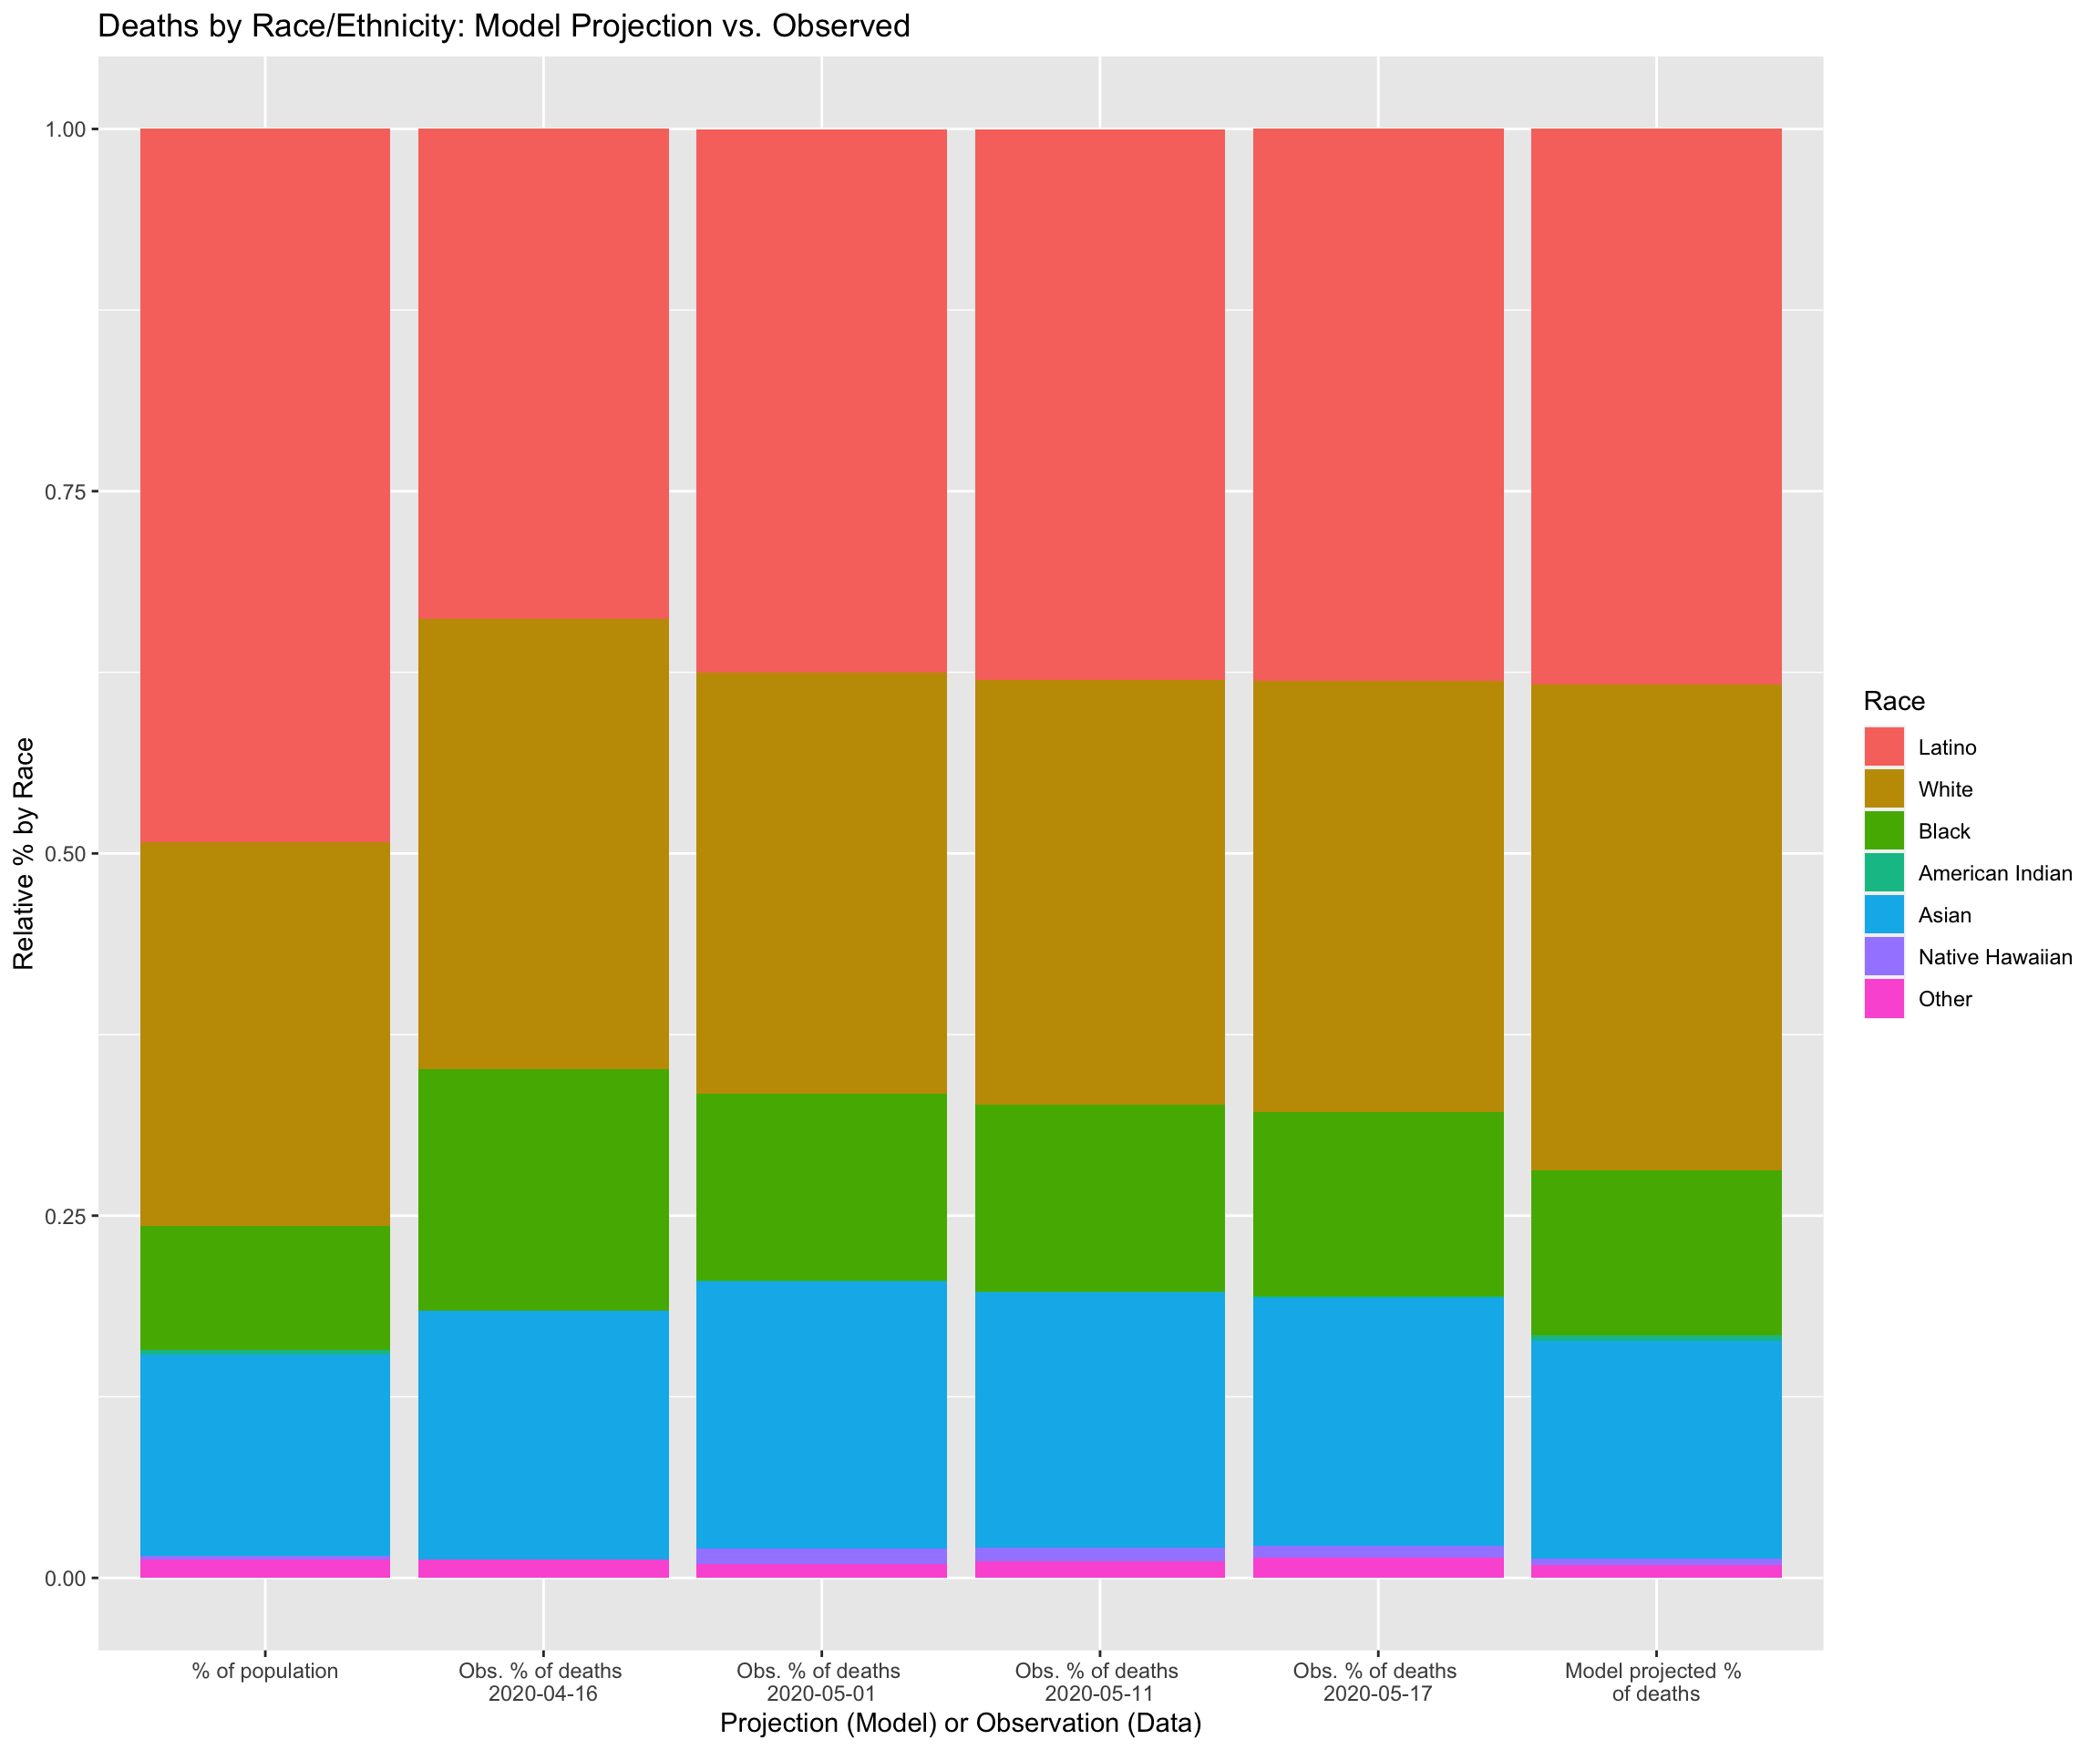 Deaths by Race/Ethnicity: Model Projection vs. Observed
Relative % by Race
1.00
0.75
0.50
0.25
0.00
% of population
Obs. % of deaths
2020-04-16
Obs. % of deaths
2020-05-01
Obs. % of deaths
2020-05-11
Obs. % of deaths
2020-05-17
Model projected %
of deaths
Projection (Model) or Observation (Data)
Race
Latino
White
Black
American Indian
Asian
Native Hawaiian
Other